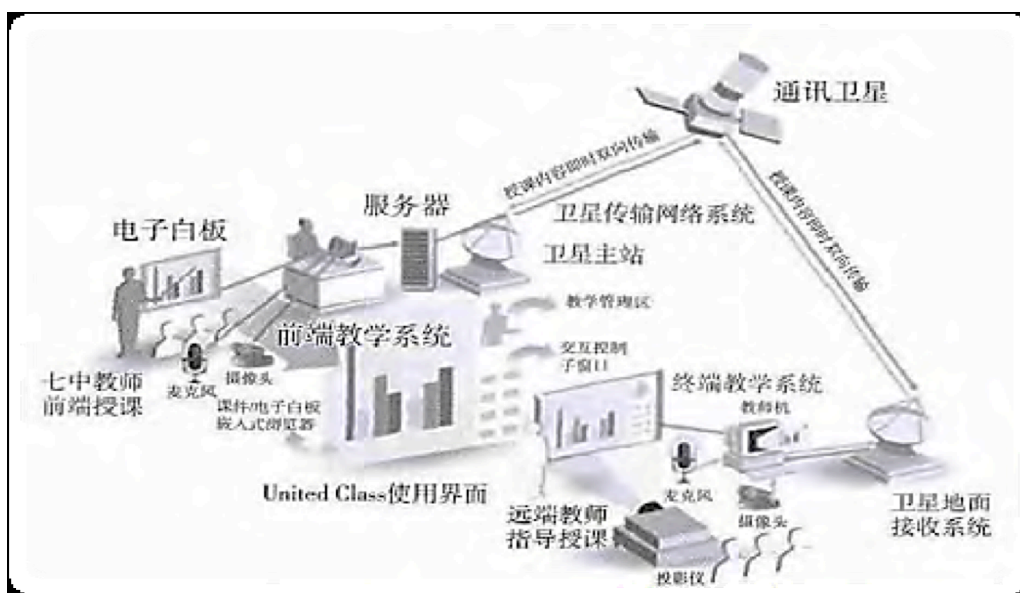 通讯卫星
授课内容即时双向传输
授课内容即时双向传输
服务器
卫星传输网络系统
卫星主站
电子白板
教学管理区
前端教学系统
交互控制
子窗口
七中教师
前端授课
麦克风
摄像头
课件/电子白板
嵌入式浏览器
终端教学系统
教师机
United Class使用界面
麦克风
摄像头
远端教师
指导授课
卫星地面
接收系统
投影仪